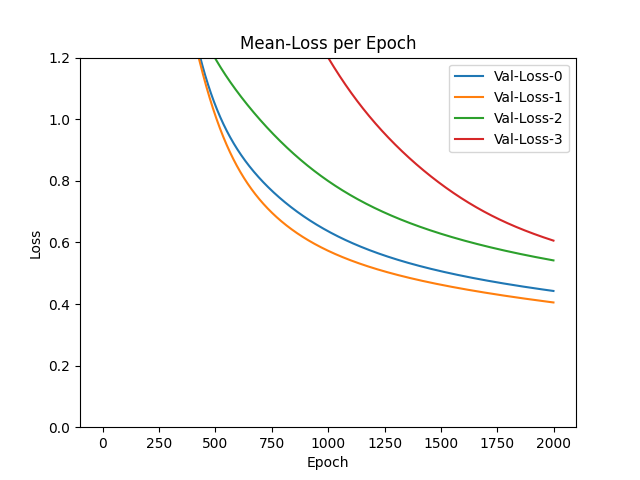 Mean-Loss per Epoch
1.2
1.0
0.8
0.6
0.4
0.2
0.0
Loss
Val-Loss-0
Val-Loss-1
Val-Loss-2
Val-Loss-3
0 250 500 750 1000 1250 1500 1750 2000
Epoch